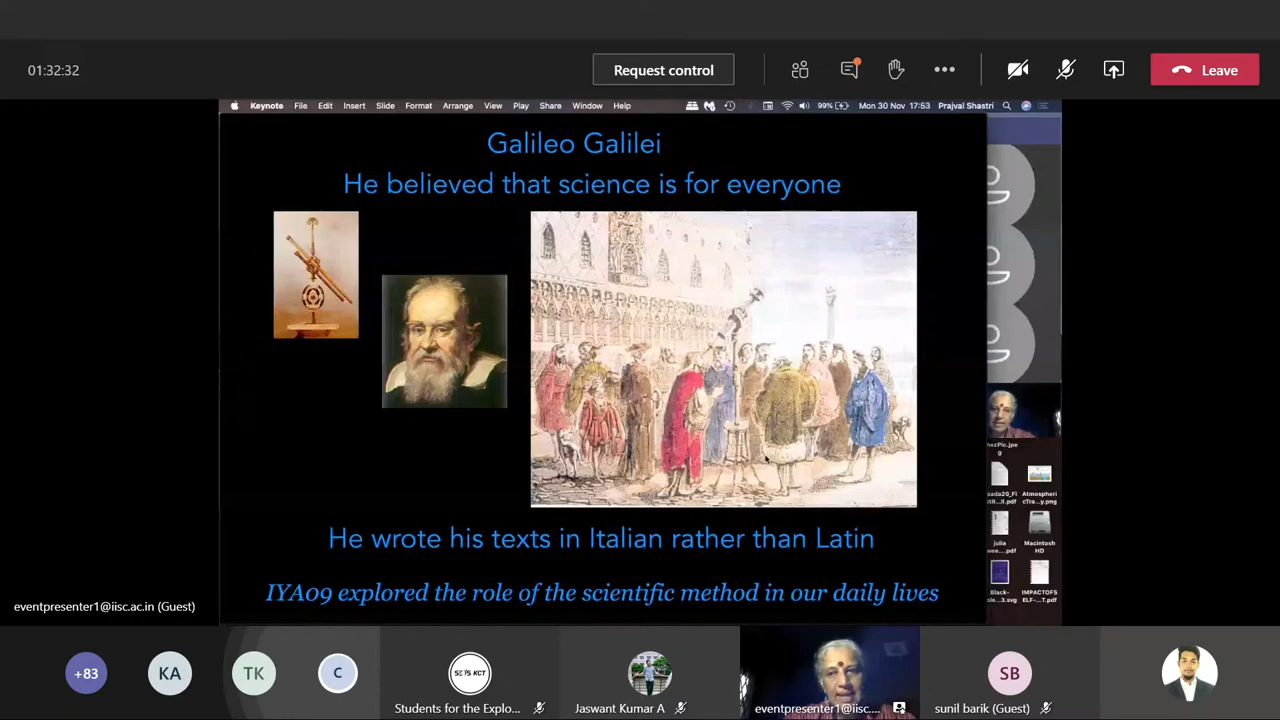 01:32:32
Request control
Leave
Keynote File Edit Insert Slide Format Arrange View Play Share Window Help
99% Mon 30 Nov 17:53 Prajval Shastri
Galileo Galilei
He believed that science is for everyone
He wrote his texts in Italian rather than Latin
IYA09 explored the role of the scientific method in our daily lives
Macintosh
HD
eventpresenter1@iisc.ac.in (Guest)
+83
KA
TK
C
SEDS KCT
SB
Students for the Explo...
Jaswant Kumar A
eventpresenter1@iisc....
sunil barik (Guest)